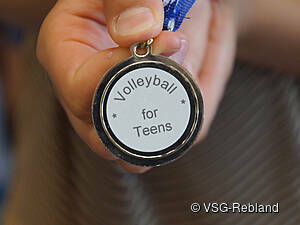 Volleyball
* for *
Teens
© VSG-Rebland